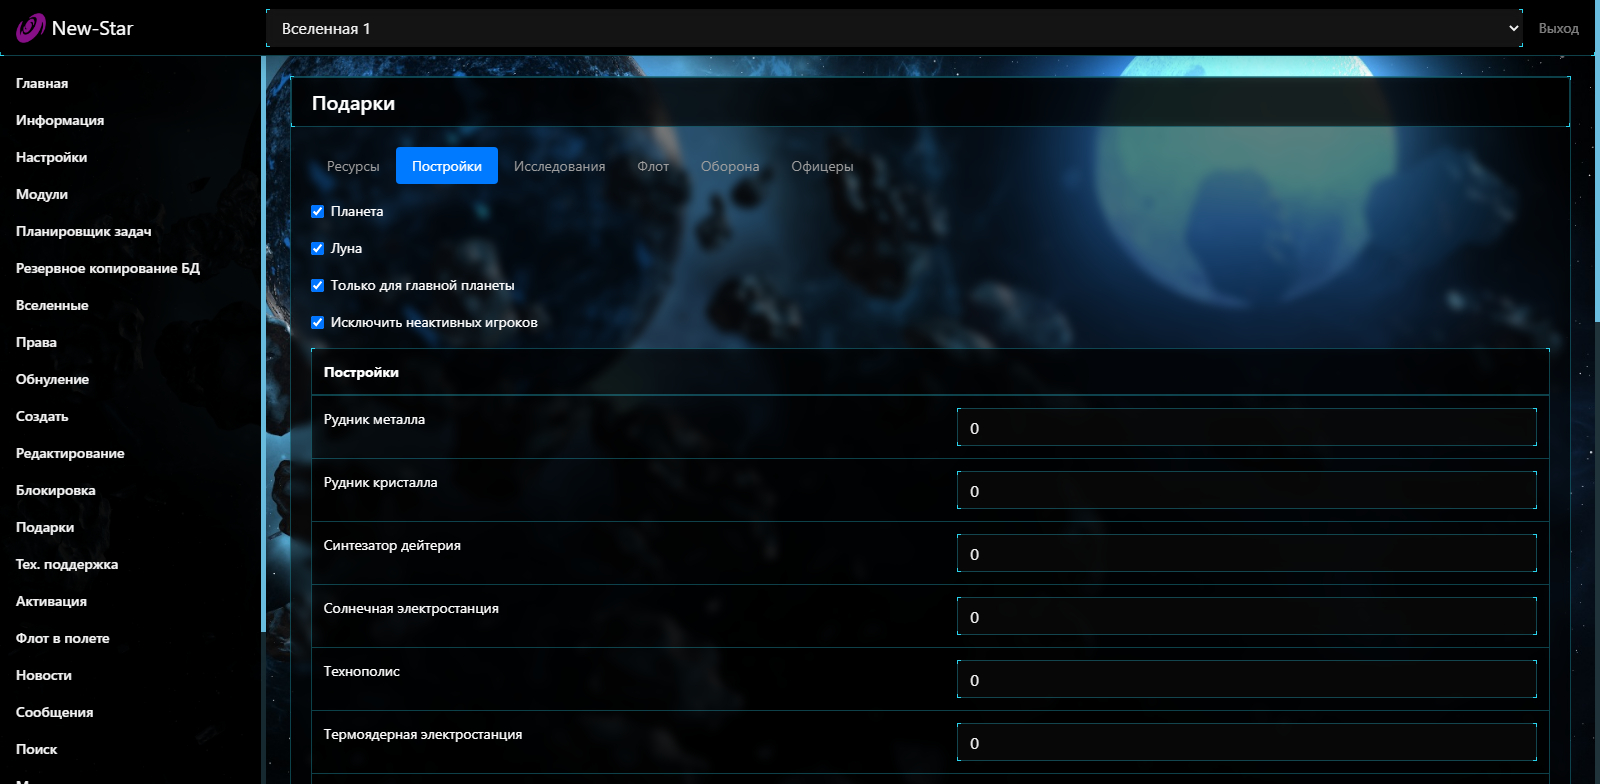 New-Star
Вселенная 1
Выход
Главная
Информация
Настройки
Модули
Планировщик задач
Резервное копирование БД
Вселенные
Права
Обнуление
Создать
Редактирование
Блокировка
Подарки
Тех. поддержка
Активация
Флот в полете
Новости
Сообщения
Поиск
Подарки
Ресурсы Постройки Исследования Флот Оборона Офицеры
Планета
Луна
Только для главной планеты
Исключить неактивных игроков
Постройки
Рудник металла 0
Рудник кристалла 0
Синтезатор дейтерия 0
Солнечная электростанция 0
Технополис 0
Термоядерная электростанция 0